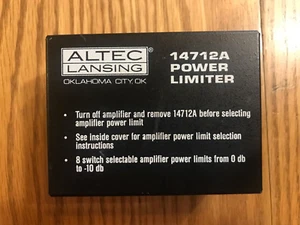 ALTEC
LANSING®
OKLAHOMA CITY, OK
14712A
POWER
LIMITER
• Turn off amplifier and remove 14712A before selecting
amplifier power limit
• See inside cover for amplifier power limit selection
instructions
• 8 switch selectable amplifier power limits from 0 db
to -10 db